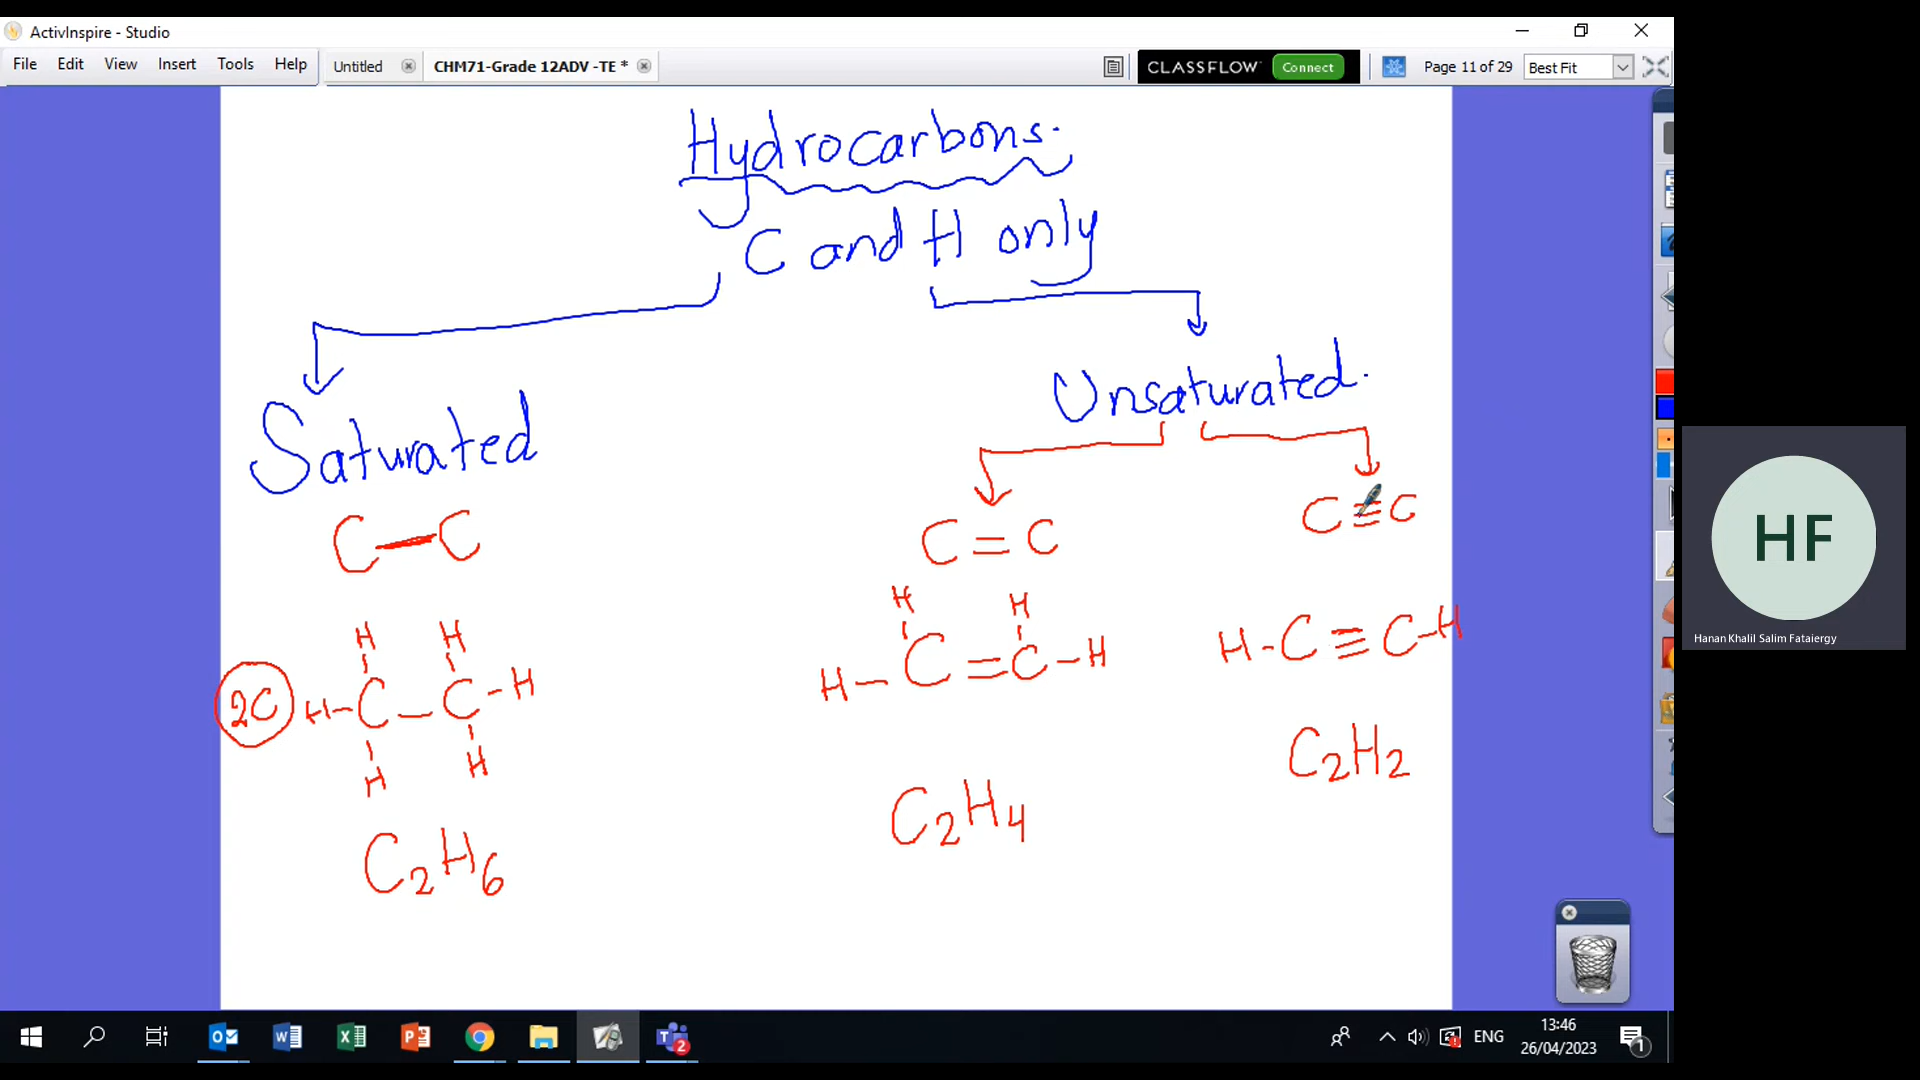 ActivInspire - Studio
File Edit View Insert Tools Help
Untitled
CHM71-Grade 12ADV -TE *
CLASSFLOW Connect
Page 11 of 29
Best Fit
Hydrocarbons.
C and H only
Saturated
Unsaturated.
C — C
C = C
C ≡ C
H H
H - C — C - H
H H
2C
C2H6
H H
H — C = C - H
C2H4
H - C ≡ C - H
C2H2
HF
Hanan Khalil Salim Fataiergy
2
ENG
13:46
26/04/2023
1